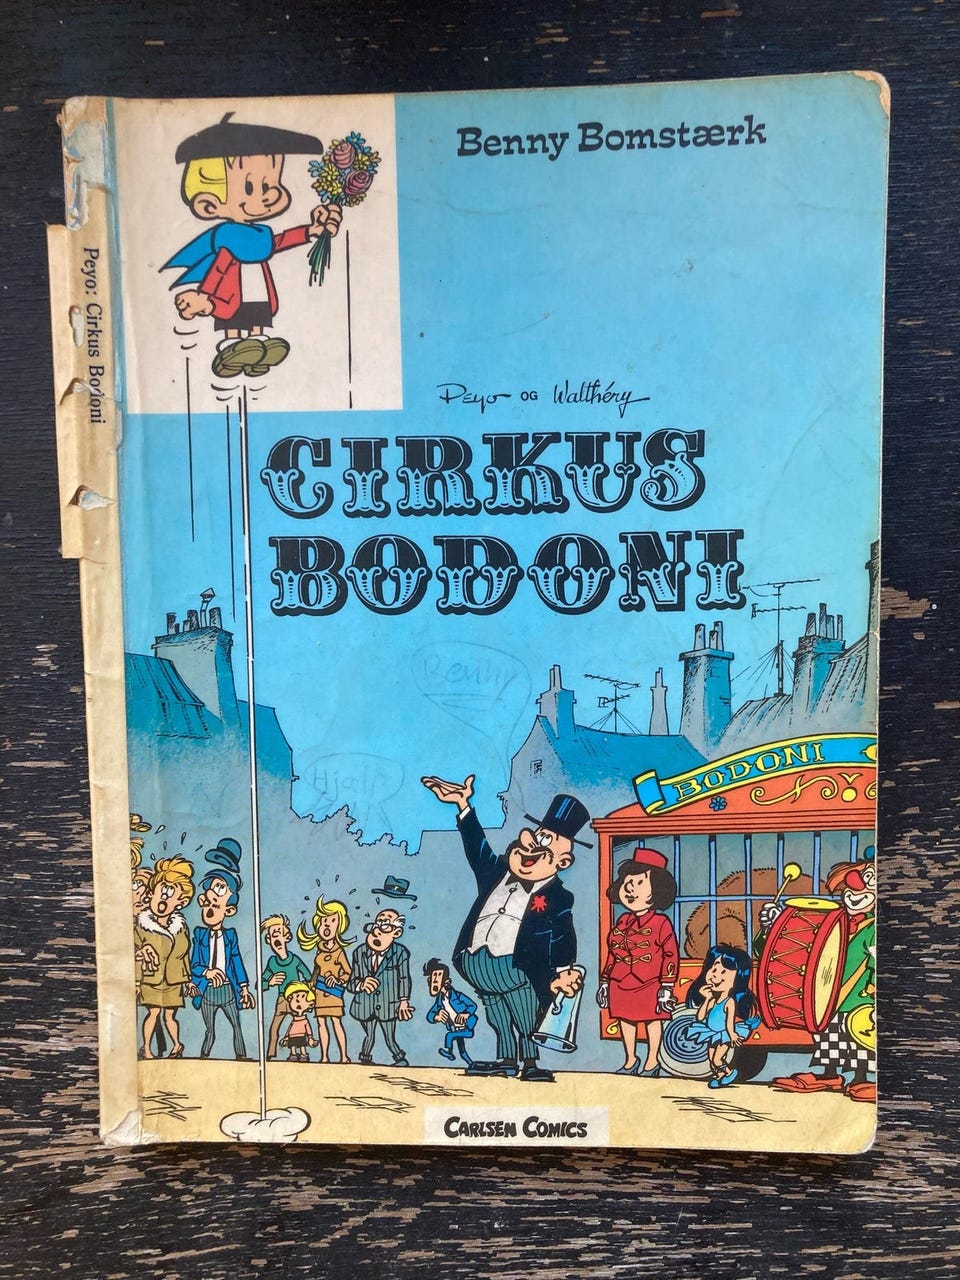 Benny Bomstærk
Peyo: Cirkus Bodoni
Peyo OG Walthéry
CIRKUS
BODONI
Benny
Hjælp
BODONI
CARLSEN COMICS